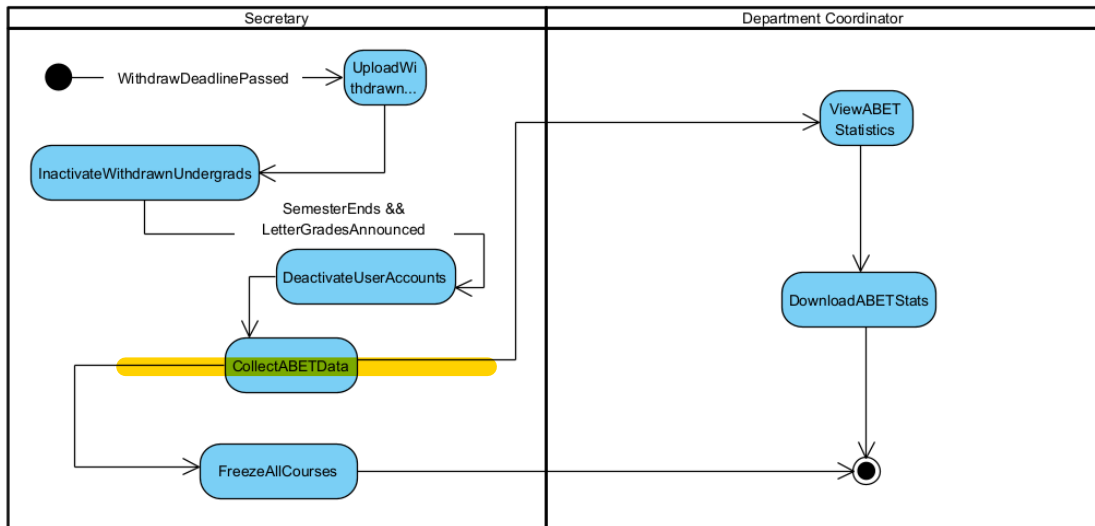 Secretary
Department Coordinator
WithdrawDeadlinePassed
UploadWi
thdrawn...
ViewABET
Statistics
InactivateWithdrawnUndergrads
SemesterEnds &&
LetterGradesAnnounced
DeactivateUserAccounts
DownloadABETStats
CollectABETData
FreezeAllCourses